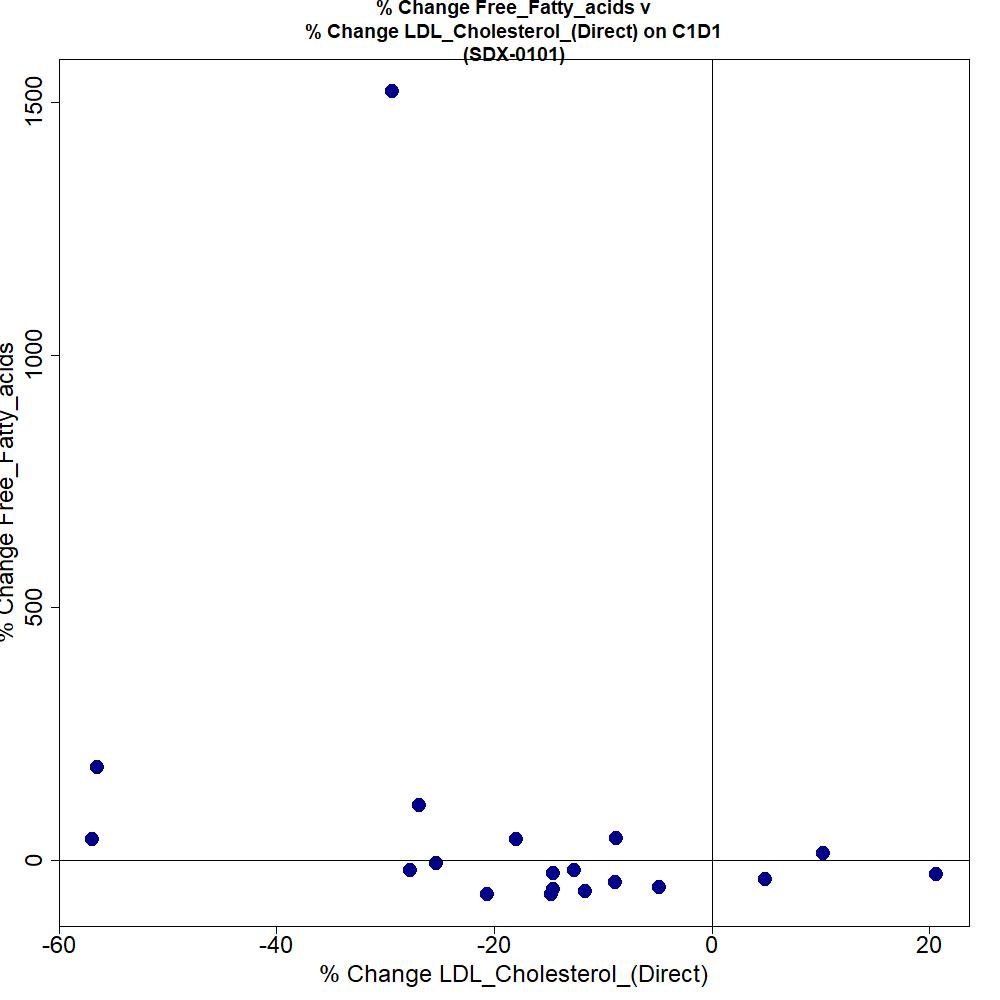 % Change Free_Fatty_acids v
% Change LDL_Cholesterol_(Direct) on C1D1
(SDX-0101)
1500
1000
500
0
% Change Free_Fatty_acids
-60
-40
-20
0
20
% Change LDL_Cholesterol_(Direct)